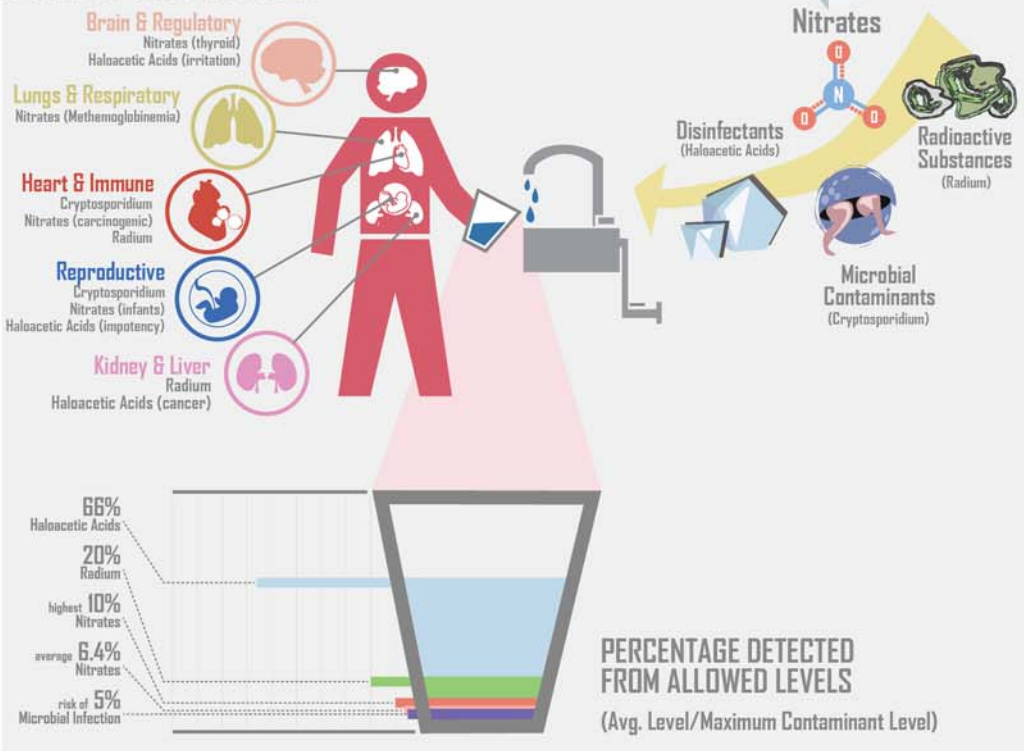 Brain & Regulatory
Nitrates (thyroid)
Haloacetic Acids (irritation)
Lungs & Respiratory
Nitrates (Methemoglobinemia)
Heart & Immune
Cryptosporidium
Nitrates (carcinogenic)
Radium
Reproductive
Cryptosporidium
Nitrates (infants)
Haloacetic Acids (impotency)
Kidney & Liver
Radium
Haloacetic Acids (cancer)
Nitrates
O
N
O
O
Disinfectants
(Haloacetic Acids)
Radioactive
Substances
(Radium)
Microbial
Contaminants
(Cryptosporidium)
66%
Haloacetic Acids
20%
Radium
highest 10%
Nitrates
average 6.4%
Nitrates
risk of 5%
Microbial Infection
PERCENTAGE DETECTED
FROM ALLOWED LEVELS
(Avg. Level/Maximum Contaminant Level)